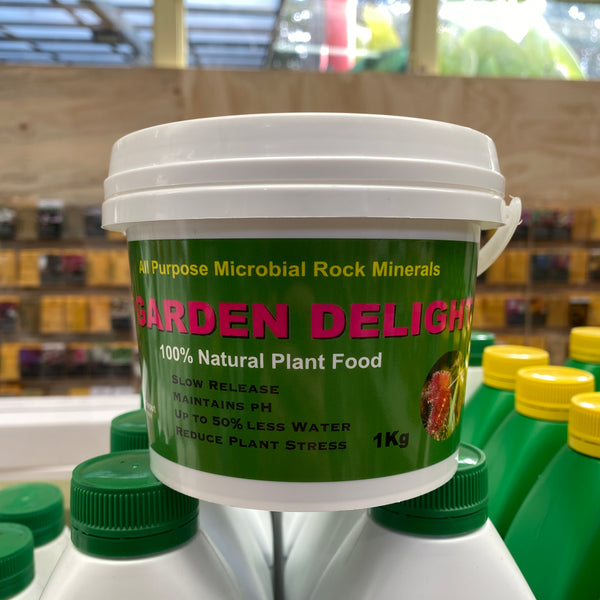 All Purpose Microbial Rock Minerals
GARDEN DELIGHT
100% Natural Plant Food
Slow Release
Maintains pH
Up to 50% less Water
Reduce plant Stress
1Kg